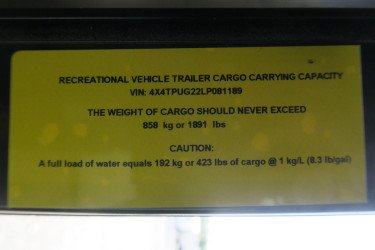 RECREATIONAL VEHICLE TRAILER CARGO CARRYING CAPACITY
VIN: 4X4TPUG22LP081189
THE WEIGHT OF CARGO SHOULD NEVER EXCEED
858 kg or 1891 lbs
CAUTION:
A full load of water equals 192 kg or 423 lbs of cargo @ 1 kg/L (8.3 lb/gal)